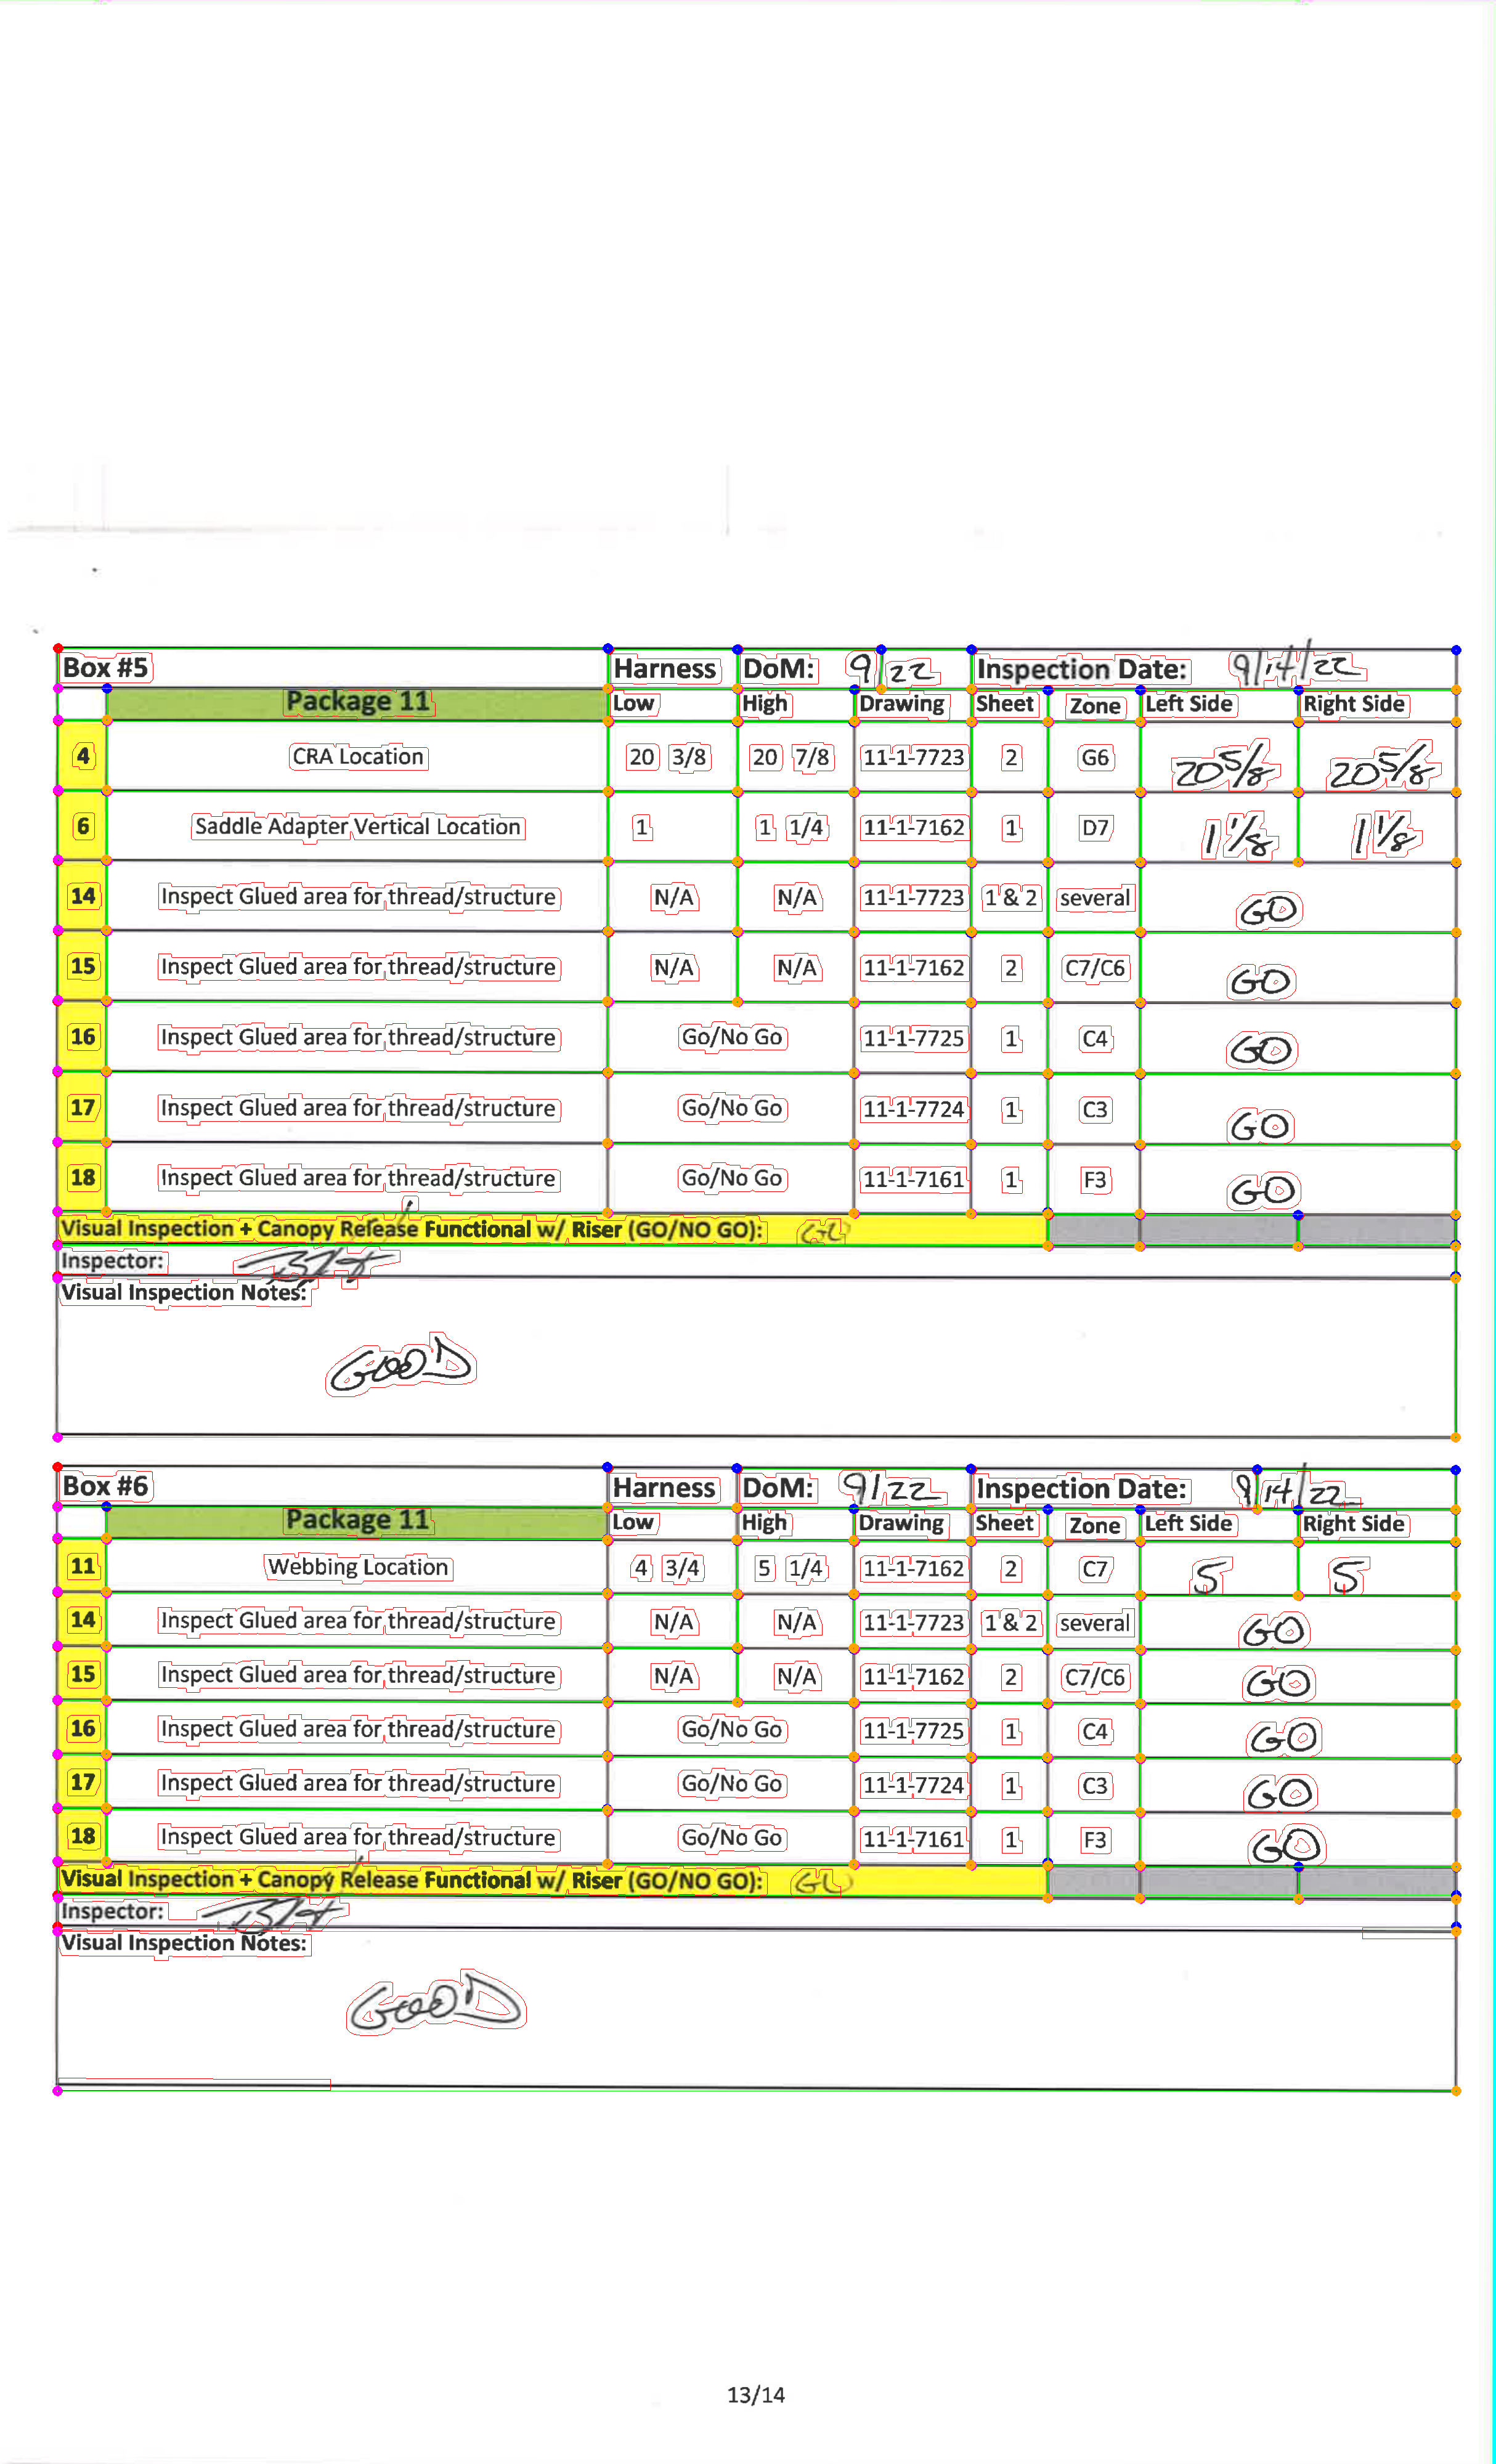 Box #5 Harness DoM: 9/22 Inspection Date: 9/14/22
Package 11 Low High Drawing Sheet Zone Left Side Right Side
4 CRA Location 20 3/8 20 7/8 11-1-7723 2 G6 20 5/8 20 5/8
6 Saddle Adapter Vertical Location 1 1 1/4 11-1-7162 1 D7 1 1/8 1 1/8
14 Inspect Glued area for thread/structure N/A N/A 11-1-7723 1 & 2 several GO
15 Inspect Glued area for thread/structure N/A N/A 11-1-7162 2 C7/C6 GO
16 Inspect Glued area for thread/structure Go/No Go 11-1-7725 1 C4 GO
17 Inspect Glued area for thread/structure Go/No Go 11-1-7724 1 C3 GO
18 Inspect Glued area for thread/structure Go/No Go 11-1-7161 1 F3 GO
Visual Inspection + Canopy Release Functional w/ Riser (GO/NO GO): GO
Inspector:
Visual Inspection Notes:
GOOD
Box #6 Harness DoM: 9/22 Inspection Date: 9/14/22
Package 11 Low High Drawing Sheet Zone Left Side Right Side
11 Webbing Location 4 3/4 5 1/4 11-1-7162 2 C7 5 5
14 Inspect Glued area for thread/structure N/A N/A 11-1-7723 1 & 2 several GO
15 Inspect Glued area for thread/structure N/A N/A 11-1-7162 2 C7/C6 GO
16 Inspect Glued area for thread/structure Go/No Go 11-1-7725 1 C4 GO
17 Inspect Glued area for thread/structure Go/No Go 11-1-7724 1 C3 GO
18 Inspect Glued area for thread/structure Go/No Go 11-1-7161 1 F3 GO
Visual Inspection + Canopy Release Functional w/ Riser (GO/NO GO): GO
Inspector:
Visual Inspection Notes:
GOOD
13/14